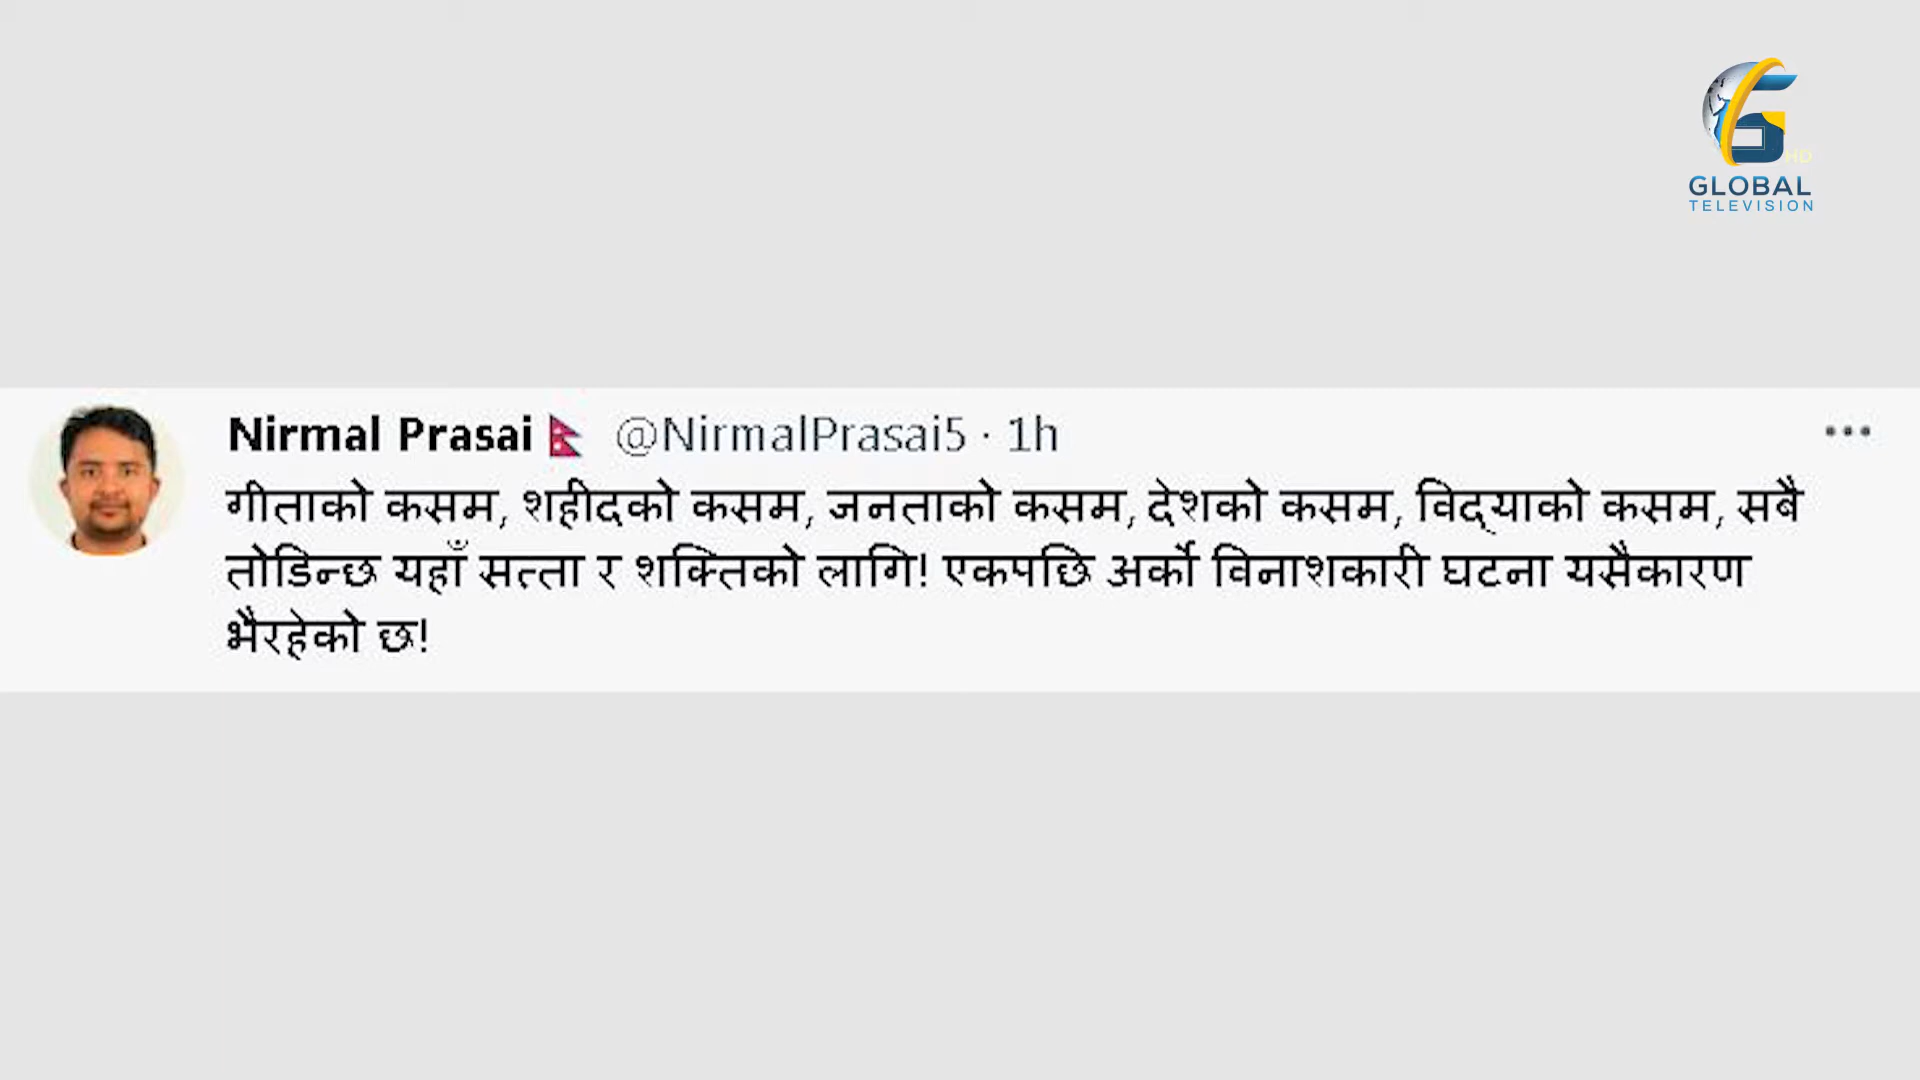 HD
GLOBAL
TELEVISION
Nirmal Prasai @NirmalPrasai5 · 1h
गीताको कसम, शहीदको कसम, जनताको कसम, देशको कसम, विद्याको कसम, सबै
तोडिन्छ यहाँ सत्ता र शक्तिको लागि! एकपछि अर्को विनाशकारी घटना यसैकारण
भैरहेको छ!